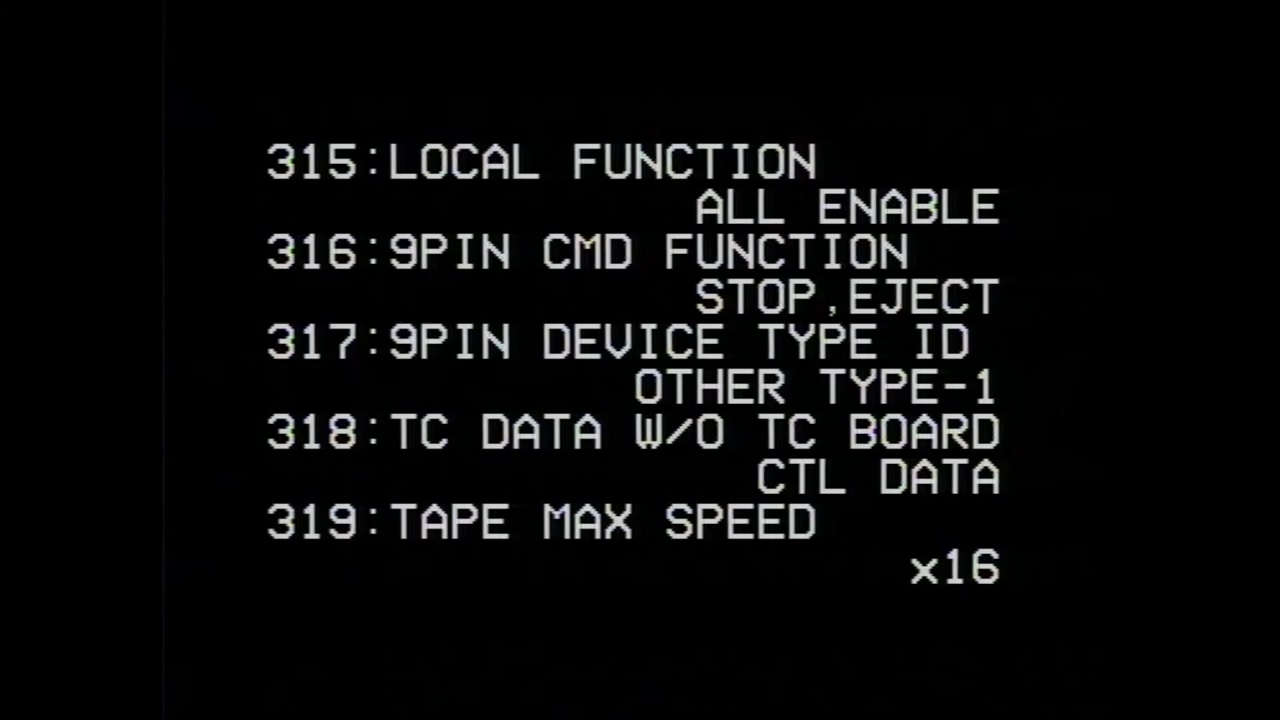 315:LOCAL FUNCTION
ALL ENABLE
316:9PIN CMD FUNCTION
STOP,EJECT
317:9PIN DEVICE TYPE ID
OTHER TYPE-1
318:TC DATA W/O TC BOARD
CTL DATA
319:TAPE MAX SPEED
x16